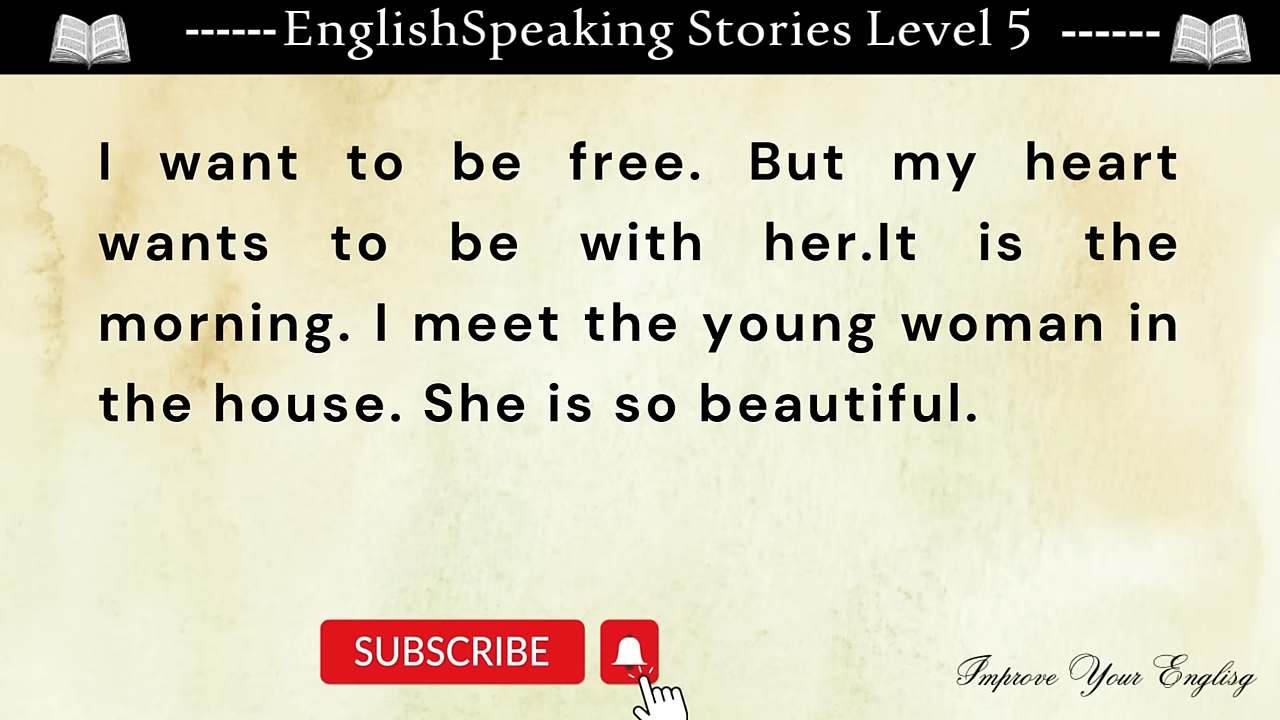 ------EnglishSpeaking Stories Level 5 ------
I want to be free. But my heart
wants to be with her.It is the
morning. I meet the young woman in
the house. She is so beautiful.
SUBSCRIBE
Improve Your Englisg